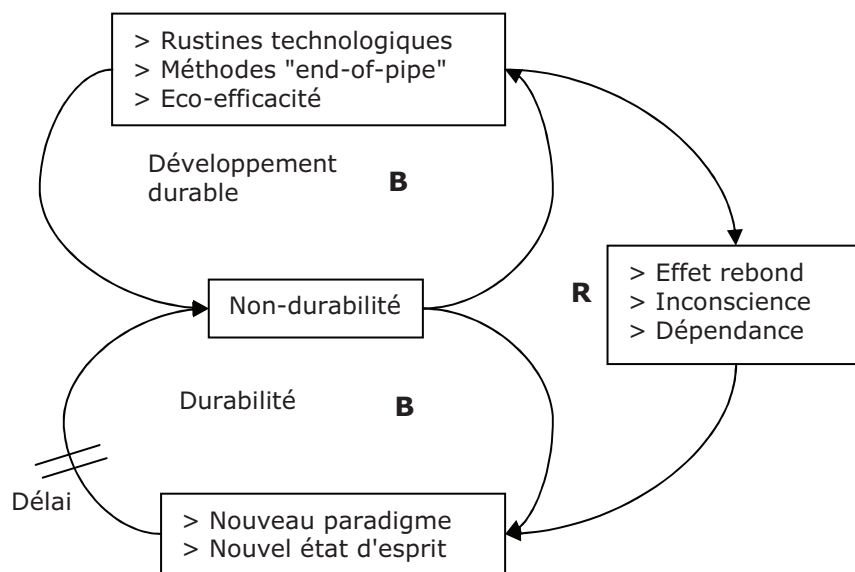 > Rustines technologiques
> Méthodes "end-of-pipe"
> Eco-efficacité
Développement
durable
B
> Effet rebond
> Inconscience
> Dépendance
R
Non-durabilité
Durabilité
B
Délai
> Nouveau paradigme
> Nouvel état d'esprit